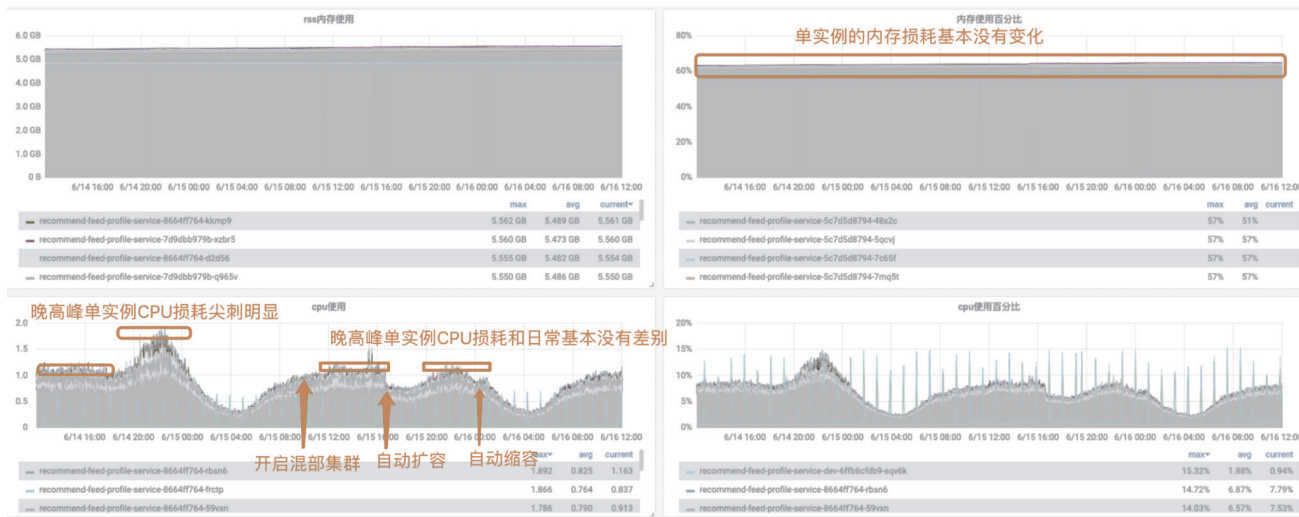 rss内存使用
6.0 GB
5.0 GB
4.0 GB
3.0 GB
2.0 GB
1.0 GB
0 B
6/14 16:00 6/14 20:00 6/15 00:00 6/15 04:00 6/15 08:00 6/15 12:00 6/15 16:00 6/15 20:00 6/16 00:00 6/16 04:00 6/16 08:00 6/16 12:00
max avg current
recommend-feed-profile-service-8664ff764-kkmp9 5.562 GB 5.489 GB 5.561 GB
recommend-feed-profile-service-7d9dbb979b-xzbr5 5.560 GB 5.473 GB 5.560 GB
recommend-feed-profile-service-8664ff764-d2d56 5.555 GB 5.482 GB 5.554 GB
recommend-feed-profile-service-7d9dbb979b-q965v 5.550 GB 5.486 GB 5.550 GB
内存使用百分比
单实例的内存损耗基本没有变化
80%
60%
40%
20%
0%
6/14 16:00 6/14 20:00 6/15 00:00 6/15 04:00 6/15 08:00 6/15 12:00 6/15 16:00 6/15 20:00 6/16 00:00 6/16 04:00 6/16 08:00 6/16 12:00
max avg current
recommend-feed-profile-service-5c7d5d8794-48x2c 57% 51%
recommend-feed-profile-service-5c7d5d8794-5qcvj 57% 57%
recommend-feed-profile-service-5c7d5d8794-7c65f 57% 57%
recommend-feed-profile-service-5c7d5d8794-7mq5t 57% 57%
cpu使用
晚高峰单实例CPU损耗尖刺明显
晚高峰单实例CPU损耗和日常基本没有差别
2.0
1.5
1.0
0.5
0
6/14 16:00 6/14 20:00 6/15 00:00 6/15 04:00 6/15 08:00 6/15 12:00 6/15 16:00 6/15 20:00 6/16 00:00 6/16 04:00 6/16 08:00 6/16 12:00
开启混部集群 自动扩容 自动缩容
max avg current
recommend-feed-profile-service-8664ff764-rbsn6 1.892 0.825 1.163
recommend-feed-profile-service-8664ff764-frctp 1.866 0.764 0.837
recommend-feed-profile-service-8664ff764-59vxn 1.786 0.790 0.913
cpu使用百分比
20%
15%
10%
5%
0%
6/14 16:00 6/14 20:00 6/15 00:00 6/15 04:00 6/15 08:00 6/15 12:00 6/15 16:00 6/15 20:00 6/16 00:00 6/16 04:00 6/16 08:00 6/16 12:00
max avg current
recommend-feed-profile-service-dev-6ffb8cfdb9-sqv6k 15.32% 1.88% 0.94%
recommend-feed-profile-service-8664ff764-rbsn6 14.72% 6.87% 7.79%
recommend-feed-profile-service-8664ff764-59vxn 14.03% 6.57% 7.53%